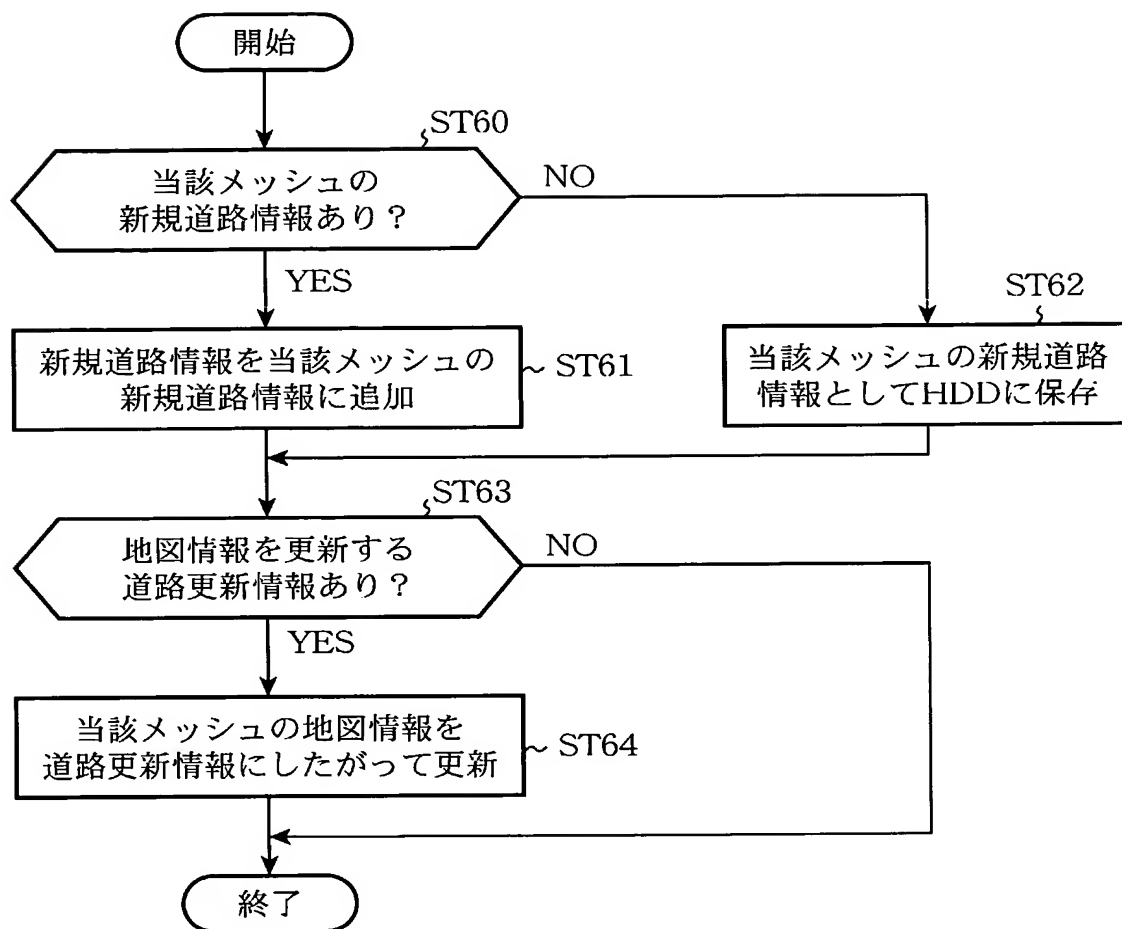 開始
ST60
当該メッシュの
新規道路情報あり？
NO
YES
新規道路情報を当該メッシュの
新規道路情報に追加
ST61
ST62
当該メッシュの新規道路
情報としてHDDに保存
ST63
地図情報を更新する
道路更新情報あり？
NO
YES
当該メッシュの地図情報を
道路更新情報にしたがって更新
ST64
終了